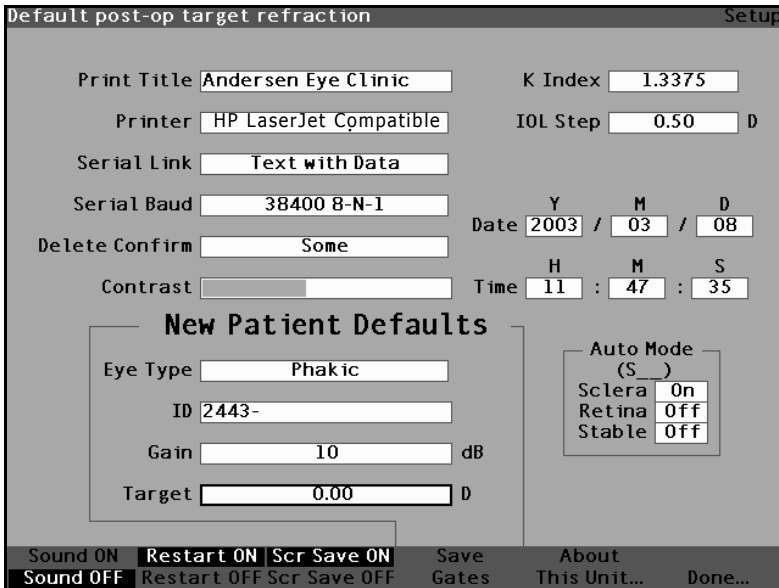 Default post-op target refraction Setup
Print Title Andersen Eye Clinic K Index 1.3375
Printer HP LaserJet Compatible IOL Step 0.50 D
Serial Link Text with Data
Serial Baud 38400 8-N-1
Y M D
Date 2003 / 03 / 08
Delete Confirm Some
H M S
Contrast Time 11 : 47 : 35
New Patient Defaults
Eye Type Phakic
ID 2443-
Gain 10 dB
Target 0.00 D
Auto Mode
(S__)
Sclera On
Retina Off
Stable Off
Sound ON Restart ON Scr Save ON Save About
Sound OFF Restart OFF Scr Save OFF Gates This Unit... Done...